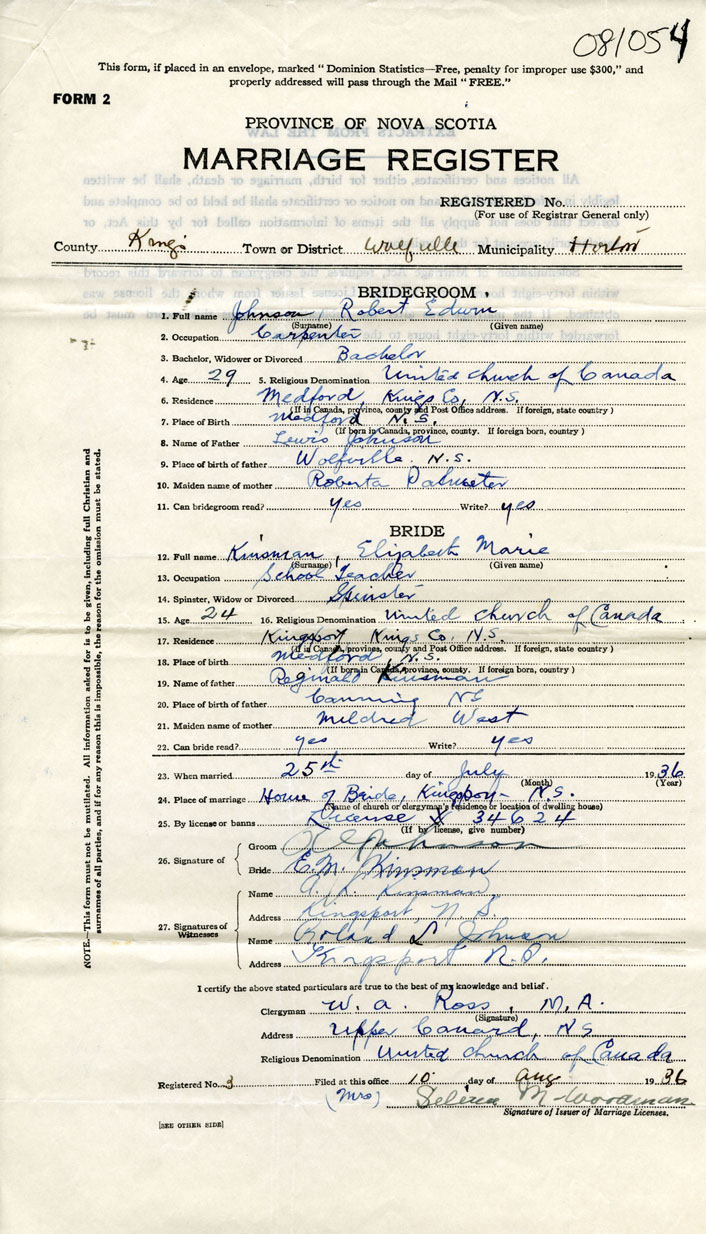 08/054
This form, if placed in an envelope, marked "Dominion Statistics—Free, penalty for improper use $300," and
properly addressed will pass through the Mail "FREE."
FORM 2
PROVINCE OF NOVA SCOTIA
MARRIAGE REGISTER
REGISTERED No.
(For use of Registrar General only)
County Kings Town or District Wolfville Municipality Horton
BRIDEGROOM
1. Full name Johnson, Robert Edwin
(Surname) (Given name)
2. Occupation Carpenter
3. Bachelor, Widower or Divorced Bachelor
4. Age 29 5. Religious Denomination United church of Canada
6. Residence Medford, Kings Co, N.S.
(If in Canada, province, county and Post Office address. If foreign, state country)
7. Place of Birth Medford N.S.
(If born in Canada, province, county. If foreign born, country)
8. Name of Father Lewis Johnson
9. Place of birth of father Wolfville. N.S.
10. Maiden name of mother Roberta Palmeter
11. Can bridegroom read? yes Write? yes
BRIDE
12. Full name Kinsman, Elizabeth Marie
(Surname) (Given name)
13. Occupation School Teacher
14. Spinster, Widow or Divorced Spinster
15. Age 24 16. Religious Denomination United church of Canada
17. Residence Kingsport Kings Co, N.S.
(If in Canada, province, county and Post Office address. If foreign, state country)
18. Place of birth Medford N.S.
(If born in Canada, province, county. If foreign born, country)
19. Name of father Reginald Kinsman
20. Place of birth of father Canning NS
21. Maiden name of mother Mildred West
22. Can bride read? yes Write? yes
23. When married 25th day of July 1936
(Month) (Year)
24. Place of marriage Home of Bride, Kingsport - N.S.
(Name of church or clergyman's residence or location of dwelling house)
25. By license or banns License 34624
(If by license, give number)
26. Signature of
Groom R E Johnson
Bride E. M. Kinsman
27. Signatures of Witnesses
Name Kinsman
Address Kingsport, N.S.
Name Roland S Johnson
Address Kingsport N.S.
I certify the above stated particulars are true to the best of my knowledge and belief.
Clergyman W. A. Ross, M.A.
(Signature)
Address Upper Canard, NS
Religious Denomination United church of Canada
Registered No. 3 Filed at this office 10 day of Aug 1936
(Mrs) Selena M. Woodman
Signature of Issuer of Marriage Licenses.
[SEE OTHER SIDE]
NOTE.—This form must not be mutilated. All information asked for is to be given, including full Christian and
surnames of all parties, and if for any reason this is impossible, the reason for the omission must be stated.